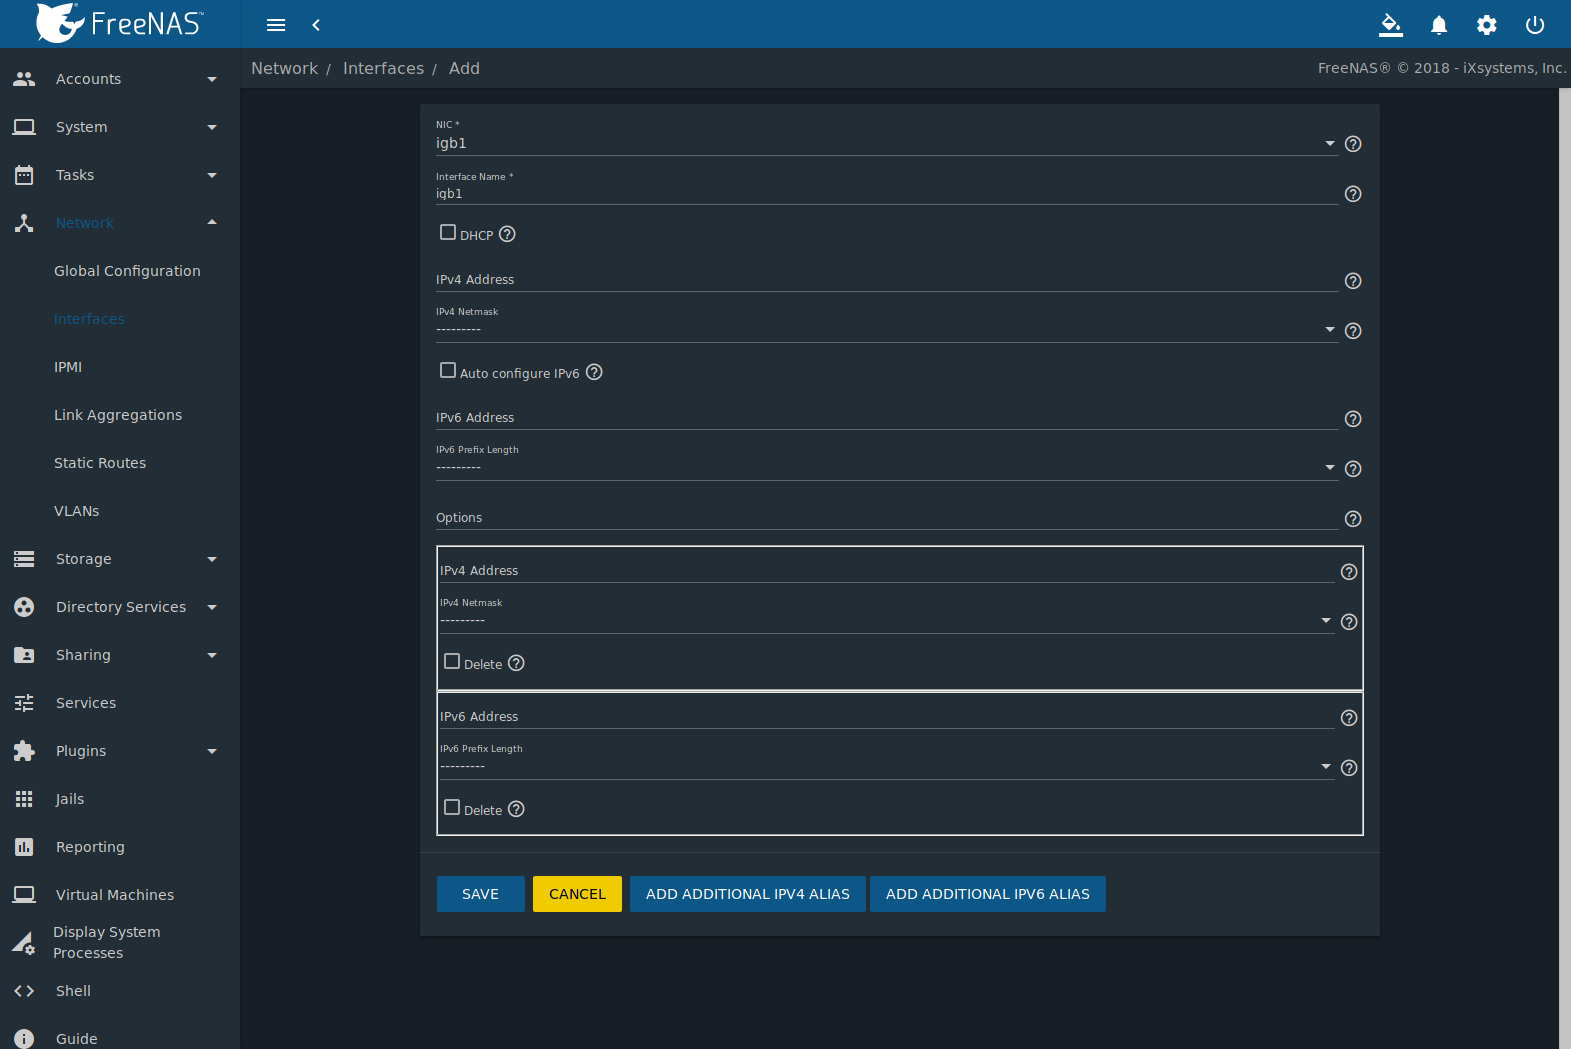 FreeNAS™
Network / Interfaces / Add
FreeNAS® © 2018 - iXsystems, Inc.
Accounts
System
Tasks
Network
Global Configuration
Interfaces
IPMI
Link Aggregations
Static Routes
VLANs
Storage
Directory Services
Sharing
Services
Plugins
Jails
Reporting
Virtual Machines
Display System
Processes
Shell
Guide
NIC *
igb1
Interface Name *
igb1
DHCP
IPv4 Address
IPv4 Netmask
---------
Auto configure IPv6
IPv6 Address
IPv6 Prefix Length
---------
Options
IPv4 Address
IPv4 Netmask
---------
Delete
IPv6 Address
IPv6 Prefix Length
---------
Delete
SAVE CANCEL ADD ADDITIONAL IPV4 ALIAS ADD ADDITIONAL IPV6 ALIAS